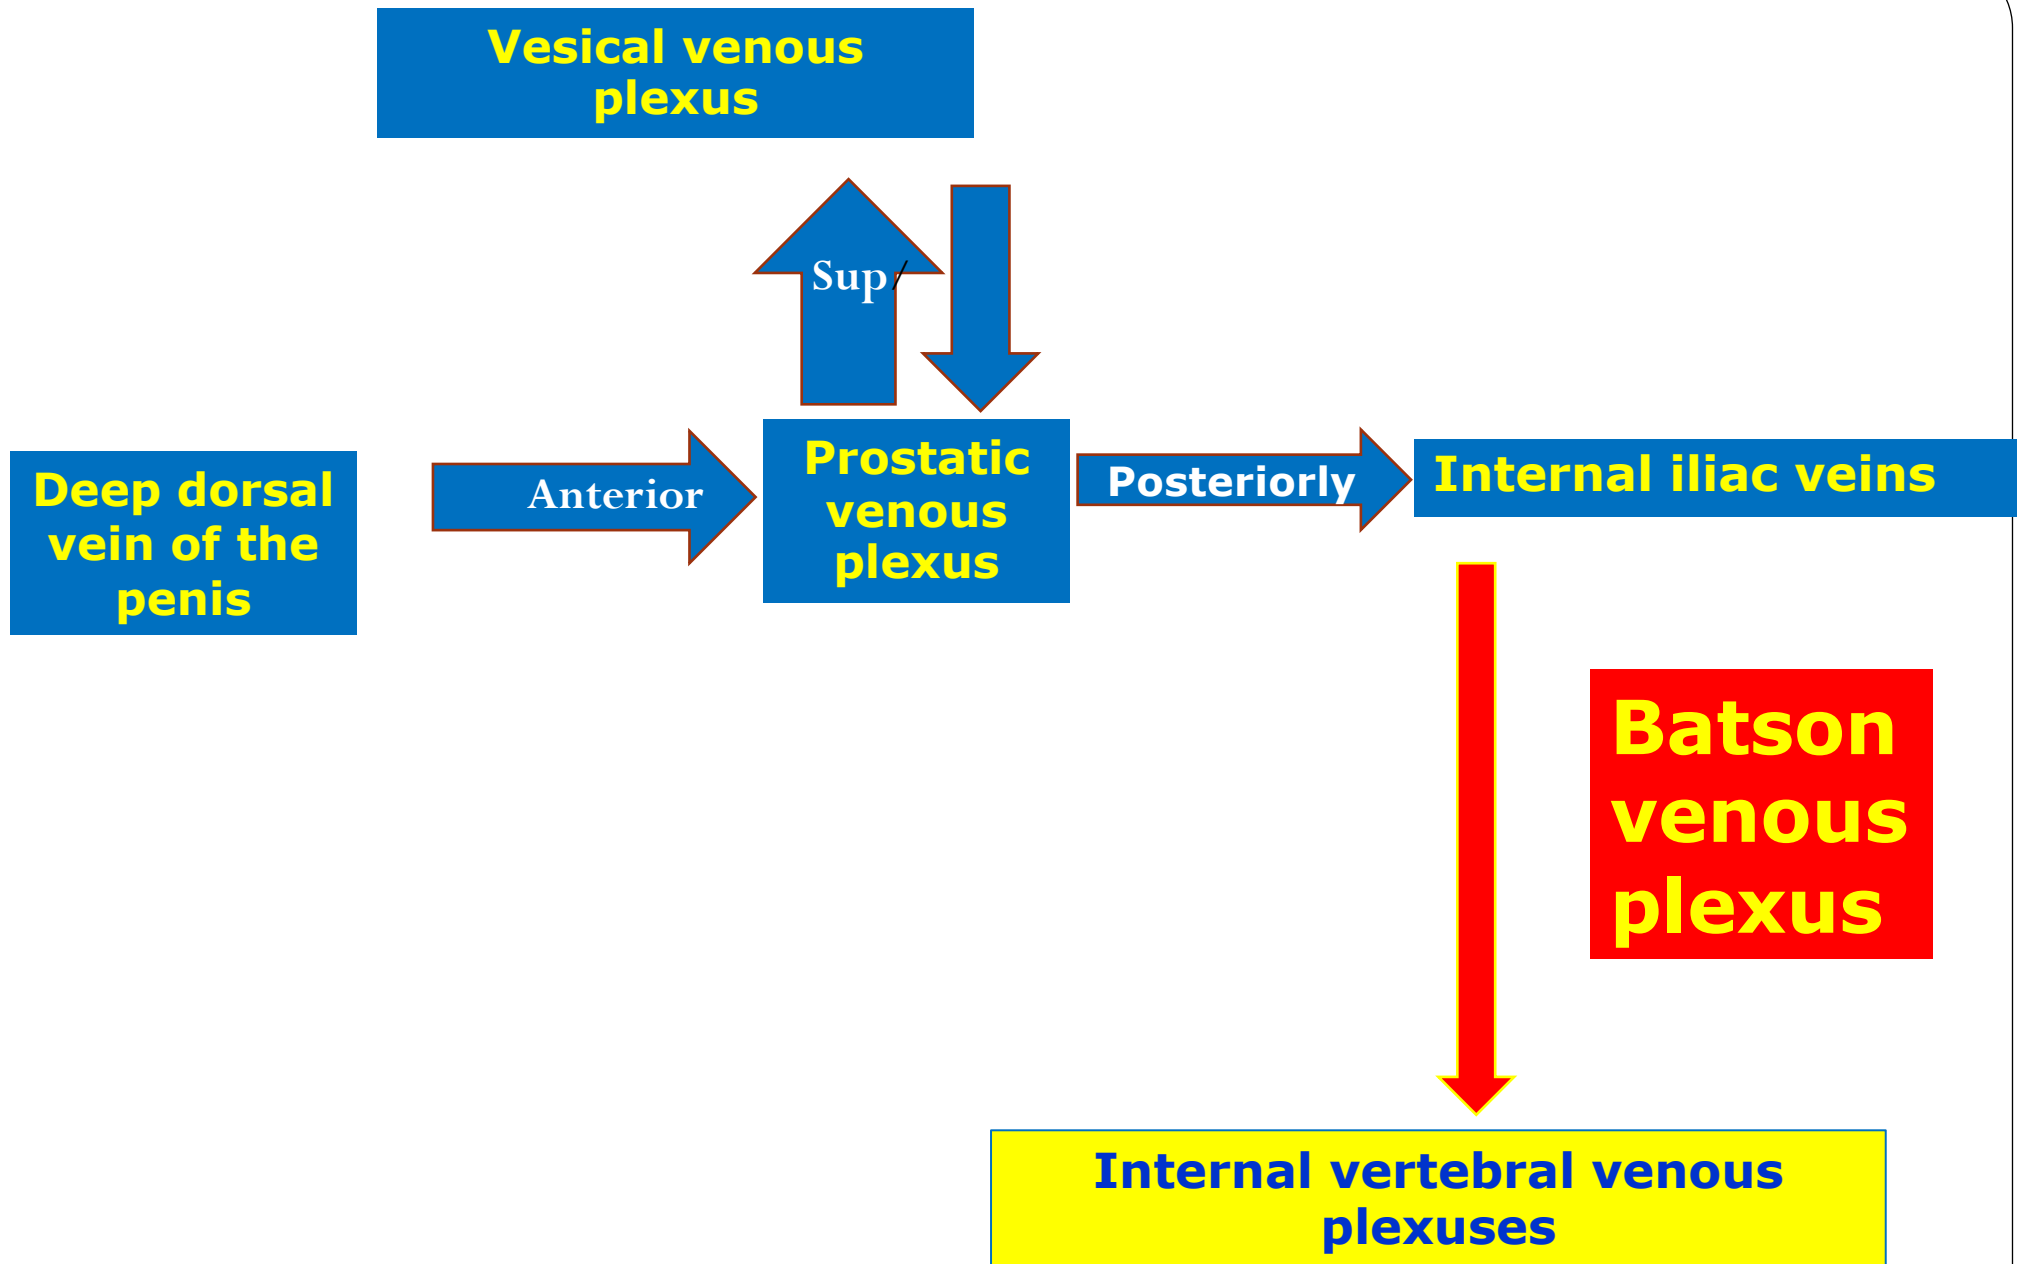 Vesical venous
plexus
Sup/
Deep dorsal
vein of the
penis
Anterior
Prostatic
venous
plexus
Posteriorly
Internal iliac veins
Batson
venous
plexus
Internal vertebral venous
plexuses